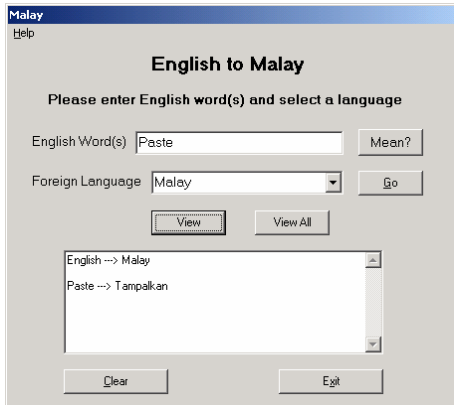 Malay
Help
English to Malay
Please enter English word(s) and select a language
English Word(s) Paste Mean?
Foreign Language Malay Go
View View All
English ---> Malay
Paste ---> Tampalkan
Clear Exit